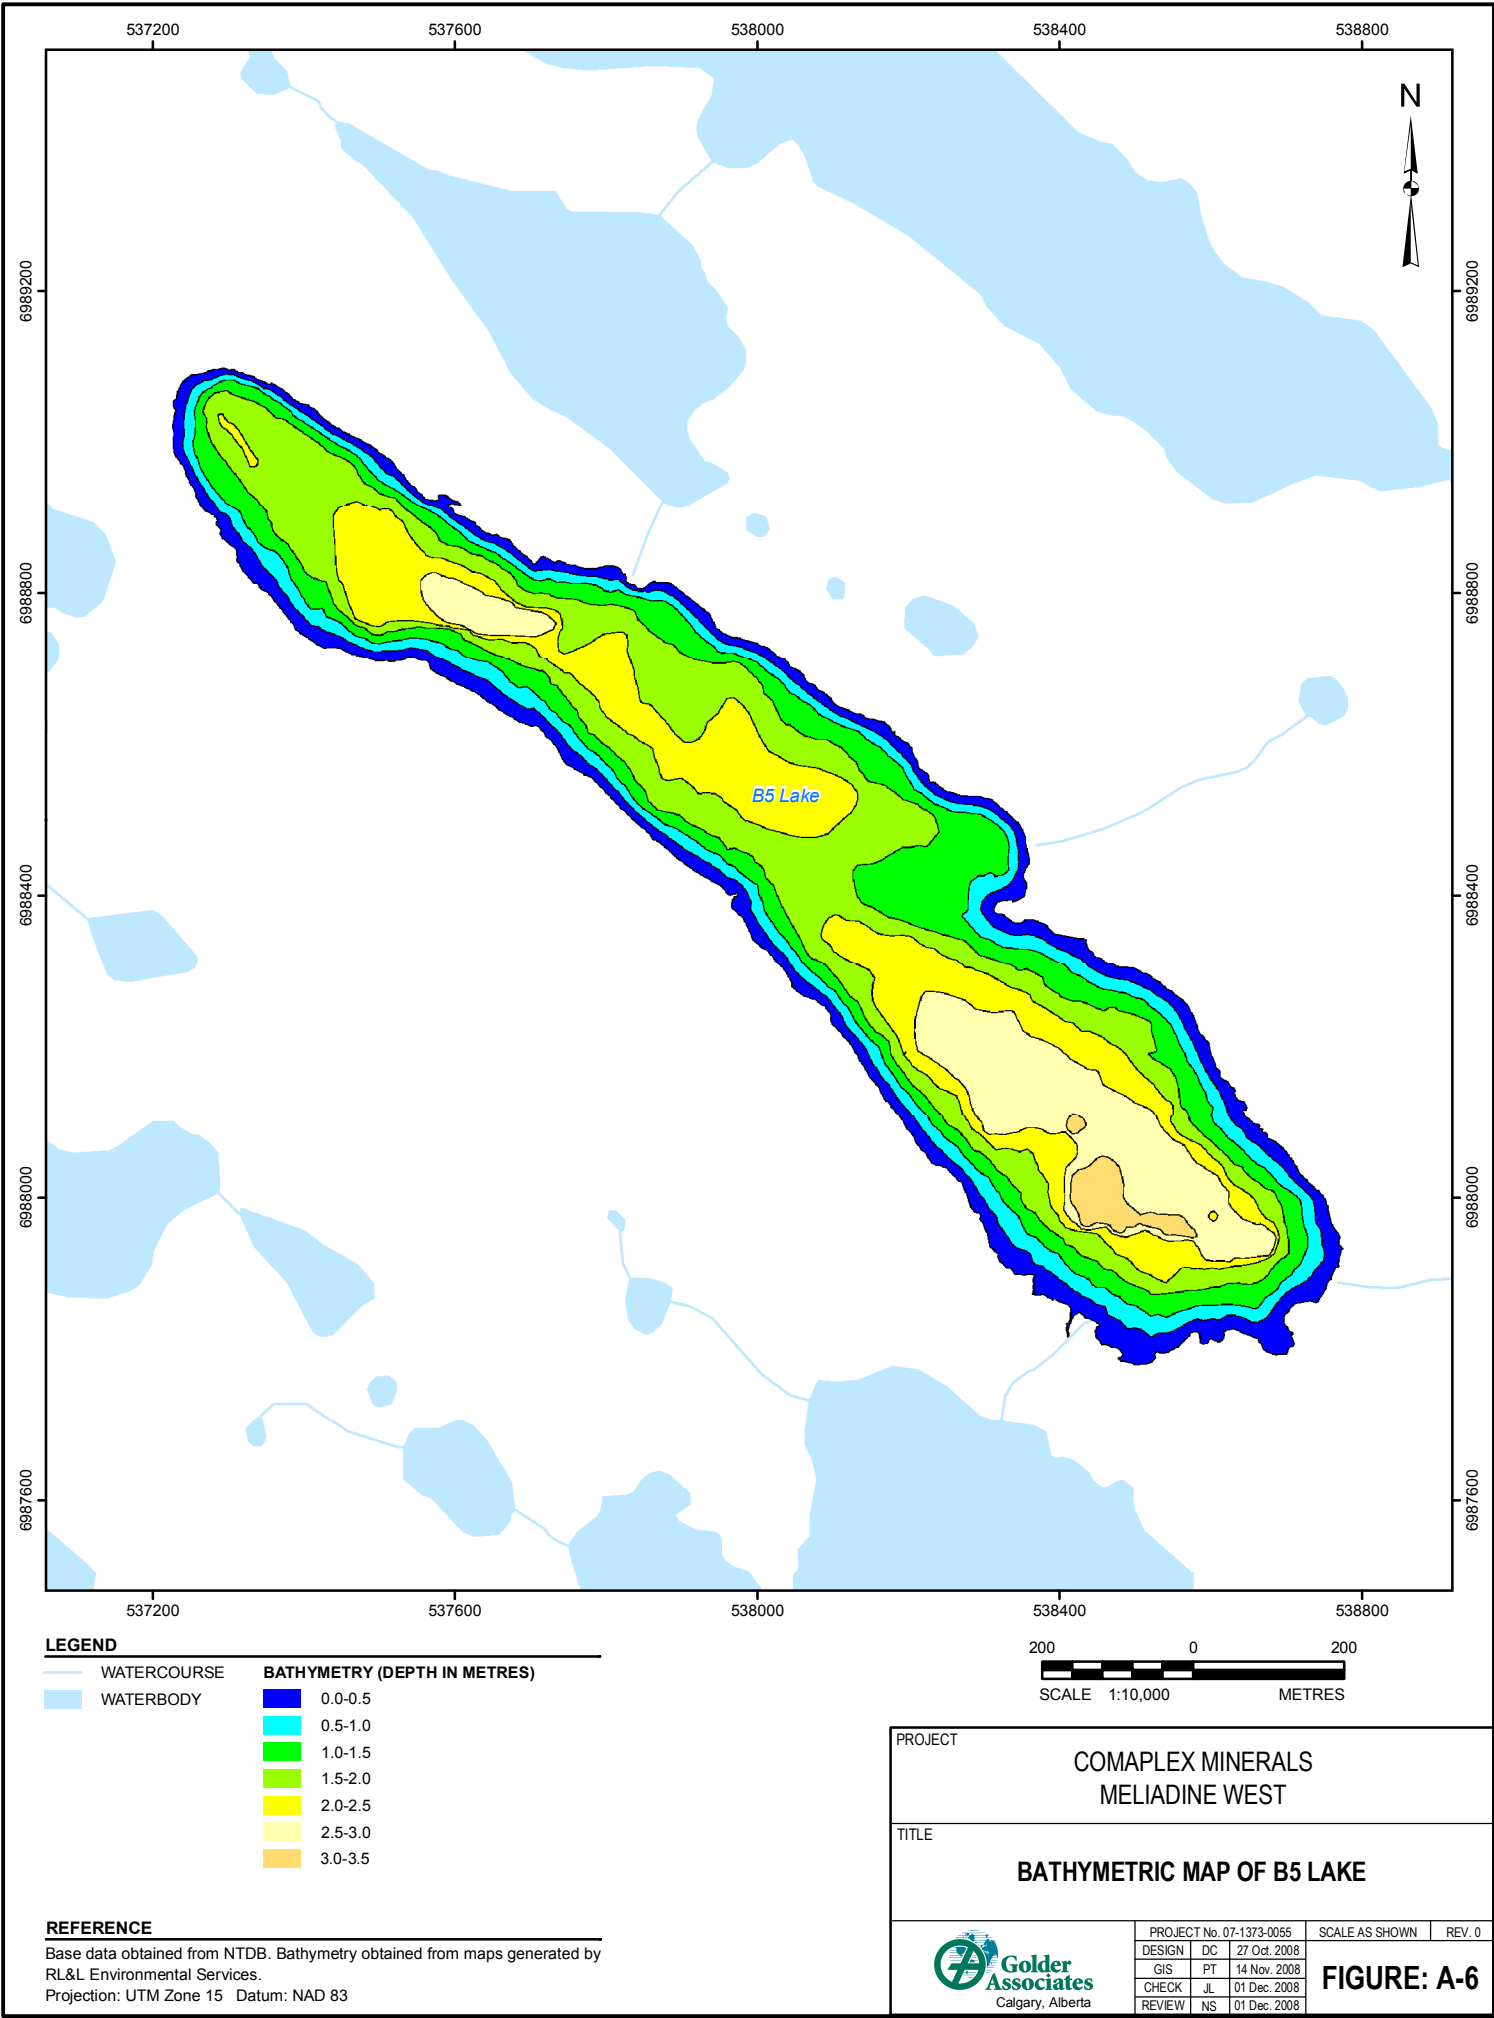 537200 537600 538000 538400 538800
N
6989200 6989200
6988800 6988800
B5 Lake
6988400 6988400
6988000 6988000
6987600 6987600
537200 537600 538000 538400 538800
LEGEND
WATERCOURSE
WATERBODY
BATHYMETRY (DEPTH IN METRES)
0.0-0.5
0.5-1.0
1.0-1.5
1.5-2.0
2.0-2.5
2.5-3.0
3.0-3.5
200 0 200
SCALE 1:10,000 METRES
REFERENCE
Base data obtained from NTDB. Bathymetry obtained from maps generated by
RL&L Environmental Services.
Projection: UTM Zone 15 Datum: NAD 83
PROJECT
COMAPLEX MINERALS
MELIADINE WEST
TITLE
BATHYMETRIC MAP OF B5 LAKE
Golder
Associates
Calgary, Alberta
PROJECT No. 07-1373-0055 SCALE AS SHOWN REV. 0
DESIGN DC 27 Oct. 2008
GIS PT 14 Nov. 2008
CHECK JL 01 Dec. 2008
REVIEW NS 01 Dec. 2008
FIGURE: A-6